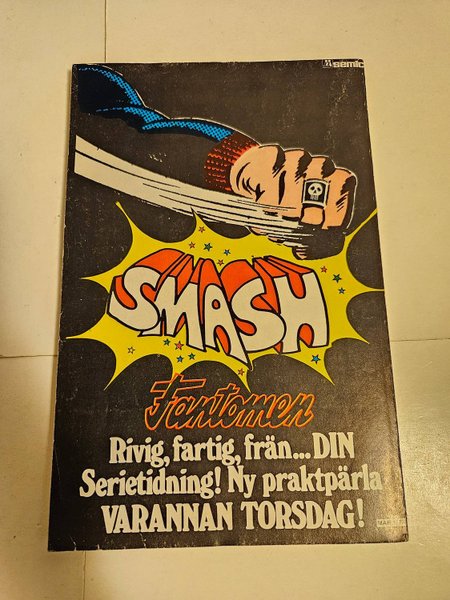 semic
SMASH
Fantomen
Rivig, fartig, frän...DIN
Serietidning! Ny praktpärla
VARANNAN TORSDAG!